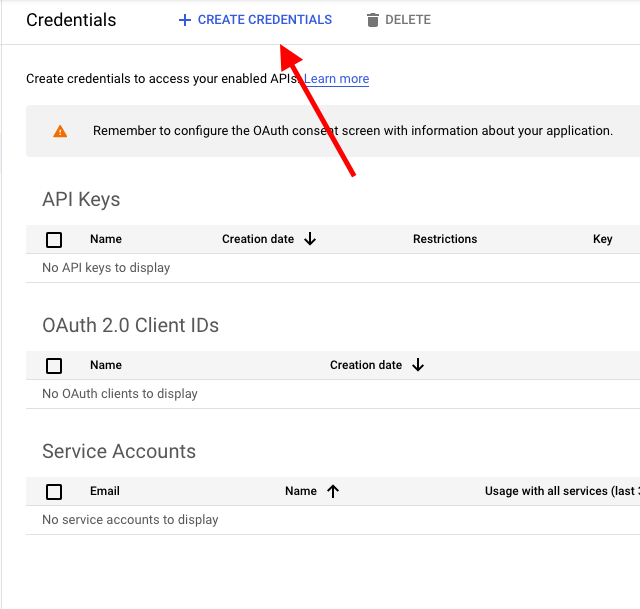 Credentials + CREATE CREDENTIALS DELETE
Create credentials to access your enabled APIs. Learn more
Remember to configure the OAuth consent screen with information about your application.
API Keys
Name Creation date Restrictions Key
No API keys to display
OAuth 2.0 Client IDs
Name Creation date
No OAuth clients to display
Service Accounts
Email Name Usage with all services (last 3
No service accounts to display